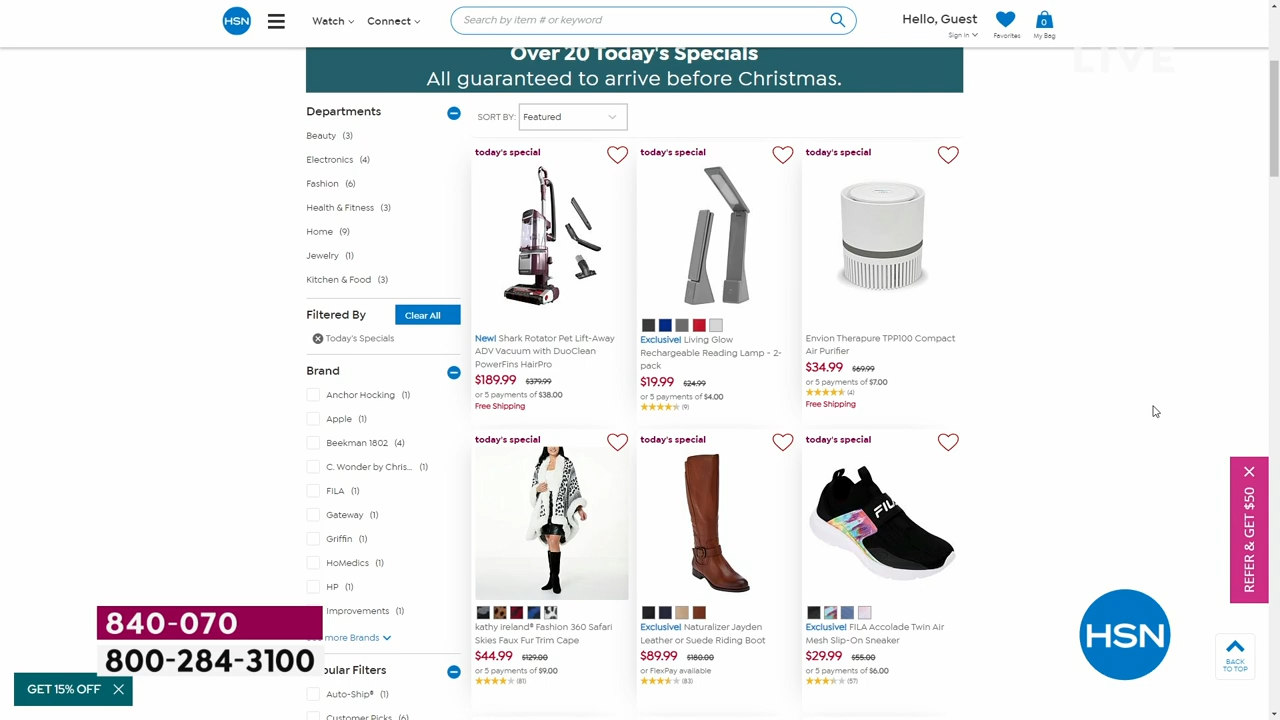 HSN
Watch
Connect
Search by item # or keyword
Hello, Guest
Sign In
Favorites
0
My Bag
LIVE
Over 20 Today's Specials
All guaranteed to arrive before Christmas.
Departments
Beauty (3)
Electronics (4)
Fashion (6)
Health & Fitness (3)
Home (9)
Jewelry (1)
Kitchen & Food (3)
Filtered By
Clear All
Today's Specials
Brand
Anchor Hocking (1)
Apple (1)
Beekman 1802 (4)
C. Wonder by Chris... (1)
FILA (1)
Gateway (1)
Griffin (1)
HoMedics (1)
HP (1)
Improvements (1)
more Brands
Auto-Ship® (1)
Customer Picks (6)
SORT BY: Featured
today's special
New! Shark Rotator Pet Lift-Away
ADV Vacuum with DuoClean
PowerFins HairPro
$189.99 $379.99
or 5 payments of $38.00
Free Shipping
today's special
Exclusive! Living Glow
Rechargeable Reading Lamp - 2-
pack
$19.99 $24.99
or 5 payments of $4.00
(9)
today's special
Envion Therapure TPP100 Compact
Air Purifier
$34.99 $69.99
or 5 payments of $7.00
(4)
Free Shipping
today's special
kathy ireland® Fashion 360 Safari
Skies Faux Fur Trim Cape
$44.99 $129.00
or 5 payments of $9.00
(81)
today's special
Exclusive! Naturalizer Jayden
Leather or Suede Riding Boot
$89.99 $180.00
or FlexPay available
(83)
today's special
FILA
Exclusive! FILA Accolade Twin Air
Mesh Slip-On Sneaker
$29.99 $55.00
or 5 payments of $6.00
(57)
840-070
800-284-3100
GET 15% OFF
REFER & GET $50
HSN
BACK
TO TOP